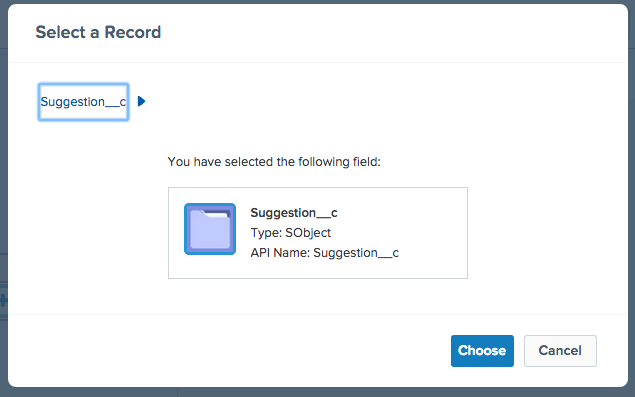 Select a Record
Suggestion__c
You have selected the following field:
Suggestion__c
Type: SObject
API Name: Suggestion__c
Choose Cancel